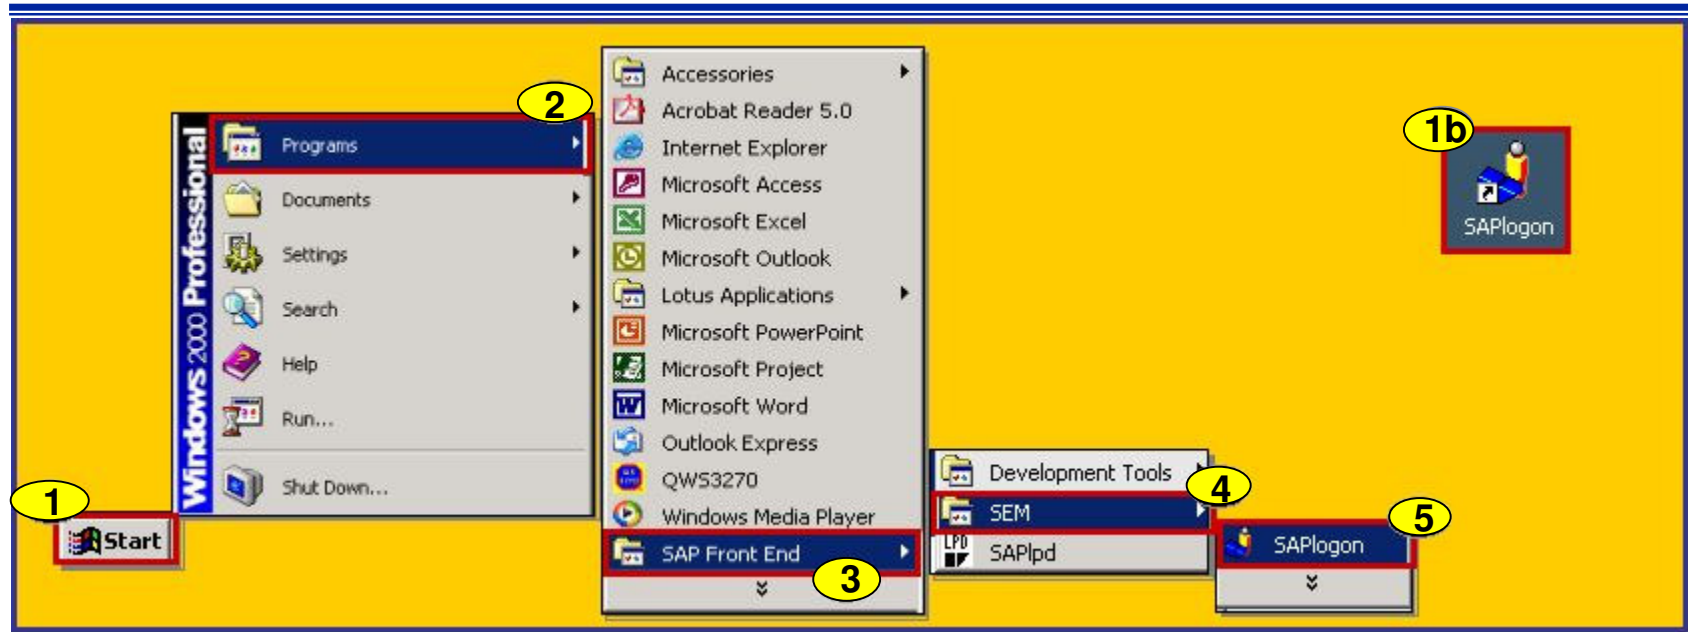 1
Start
Windows 2000 Professional
2
Programs
Documents
Settings
Search
Help
Run...
Shut Down...
Accessories
Acrobat Reader 5.0
Internet Explorer
Microsoft Access
Microsoft Excel
Microsoft Outlook
Lotus Applications
Microsoft PowerPoint
Microsoft Project
Microsoft Word
Outlook Express
QWS3270
Windows Media Player
SAP Front End
3
Development Tools
4
SEM
LPD
SAPlpd
5
SAPlogon
1b
SAPlogon